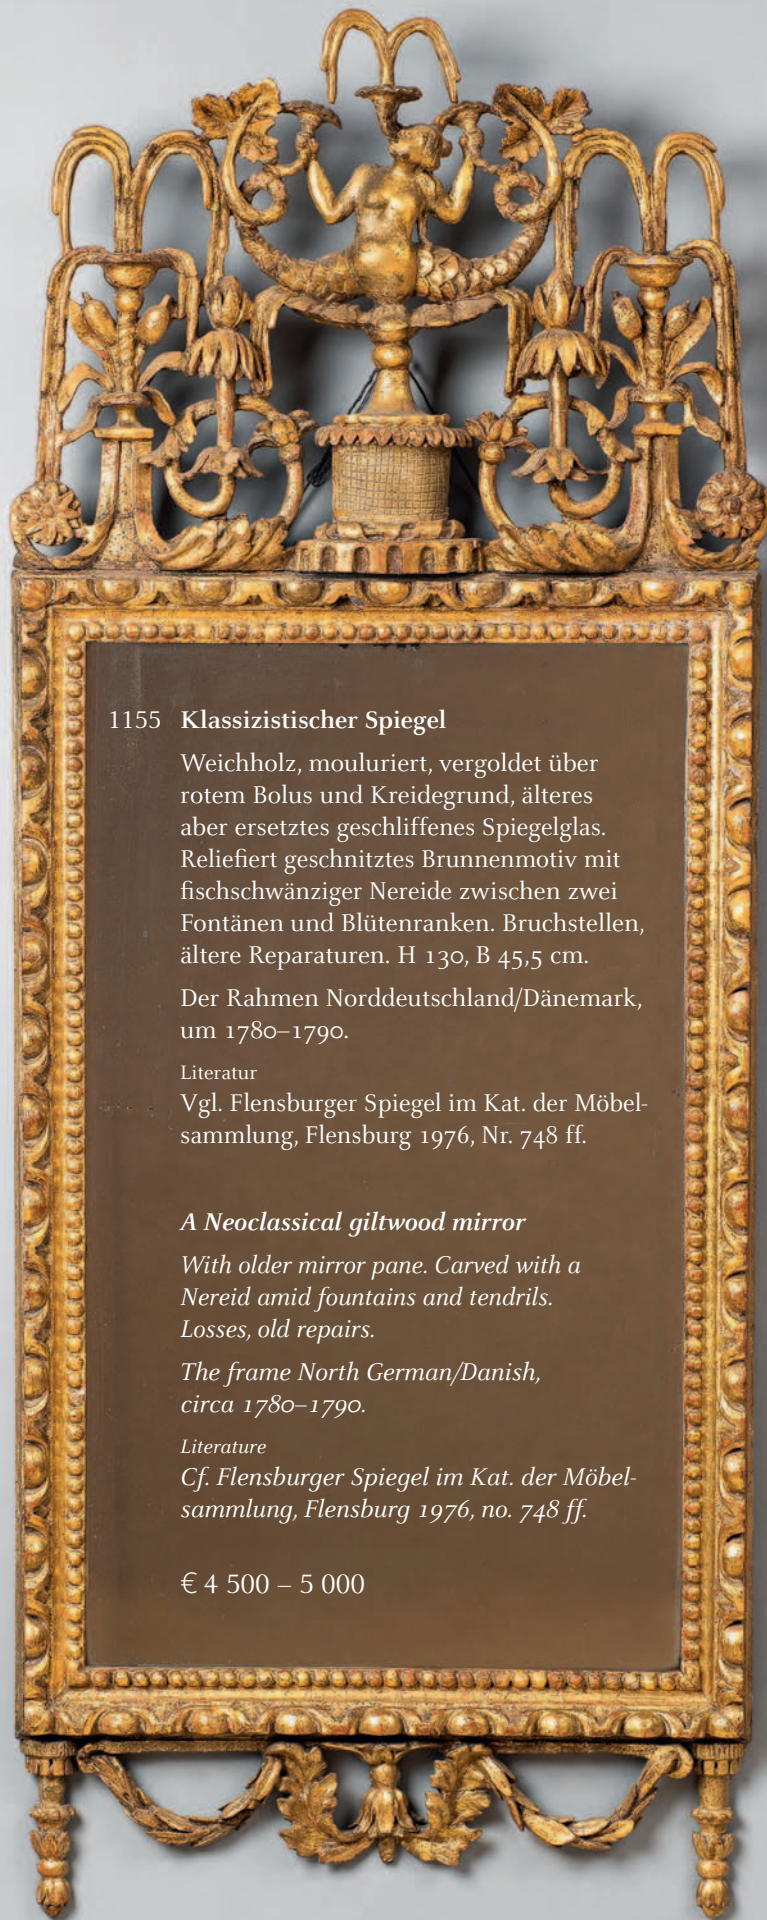 1155 Klassizistischer Spiegel
Weichholz, mouluriert, vergoldet über
rotem Bolus und Kreidegrund, älteres
aber ersetztes geschliffenes Spiegelglas.
Reliefiert geschnitztes Brunnenmotiv mit
fischschwänziger Nereide zwischen zwei
Fontänen und Blütenranken. Bruchstellen,
ältere Reparaturen. H 130, B 45,5 cm.
Der Rahmen Norddeutschland/Dänemark,
um 1780–1790.
Literatur
Vgl. Flensburger Spiegel im Kat. der Möbel-
sammlung, Flensburg 1976, Nr. 748 ff.
A Neoclassical giltwood mirror
With older mirror pane. Carved with a
Nereid amid fountains and tendrils.
Losses, old repairs.
The frame North German/Danish,
circa 1780–1790.
Literature
Cf. Flensburger Spiegel im Kat. der Möbel-
sammlung, Flensburg 1976, no. 748 ff.
€ 4 500 – 5 000